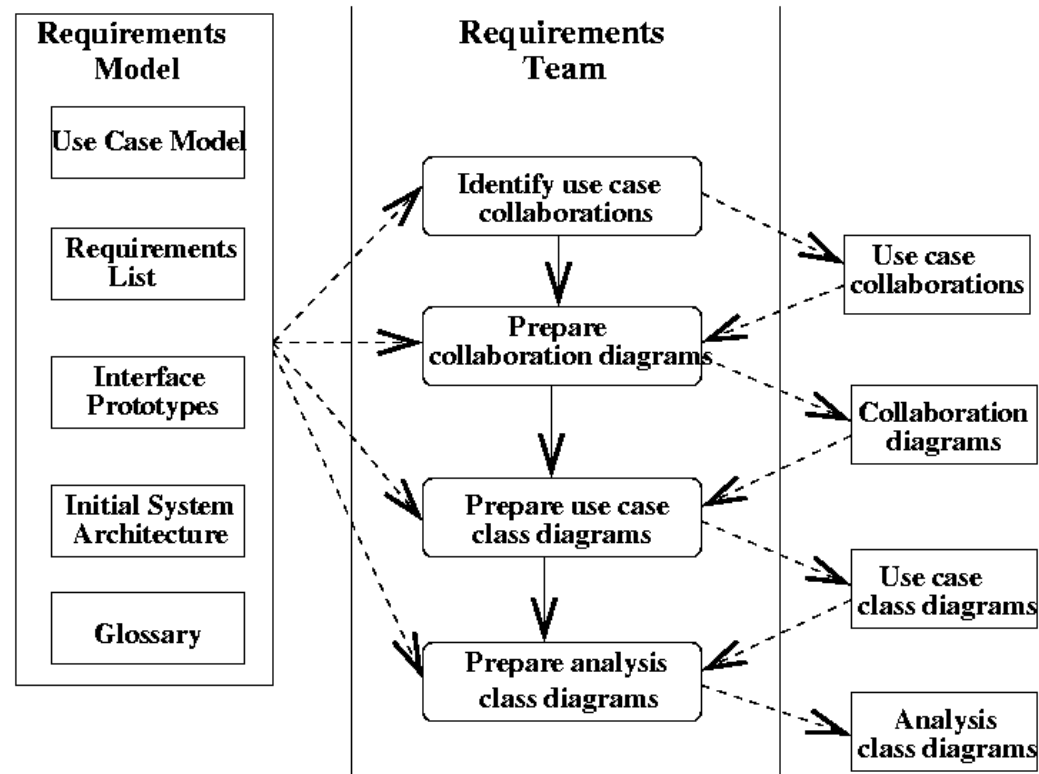 Requirements
Model
Use Case Model
Requirements
List
Interface
Prototypes
Initial System
Architecture
Glossary
Requirements
Team
Identify use case
collaborations
Prepare
collaboration diagrams
Prepare use case
class diagrams
Prepare analysis
class diagrams
Use case
collaborations
Collaboration
diagrams
Use case
class diagrams
Analysis
class diagrams